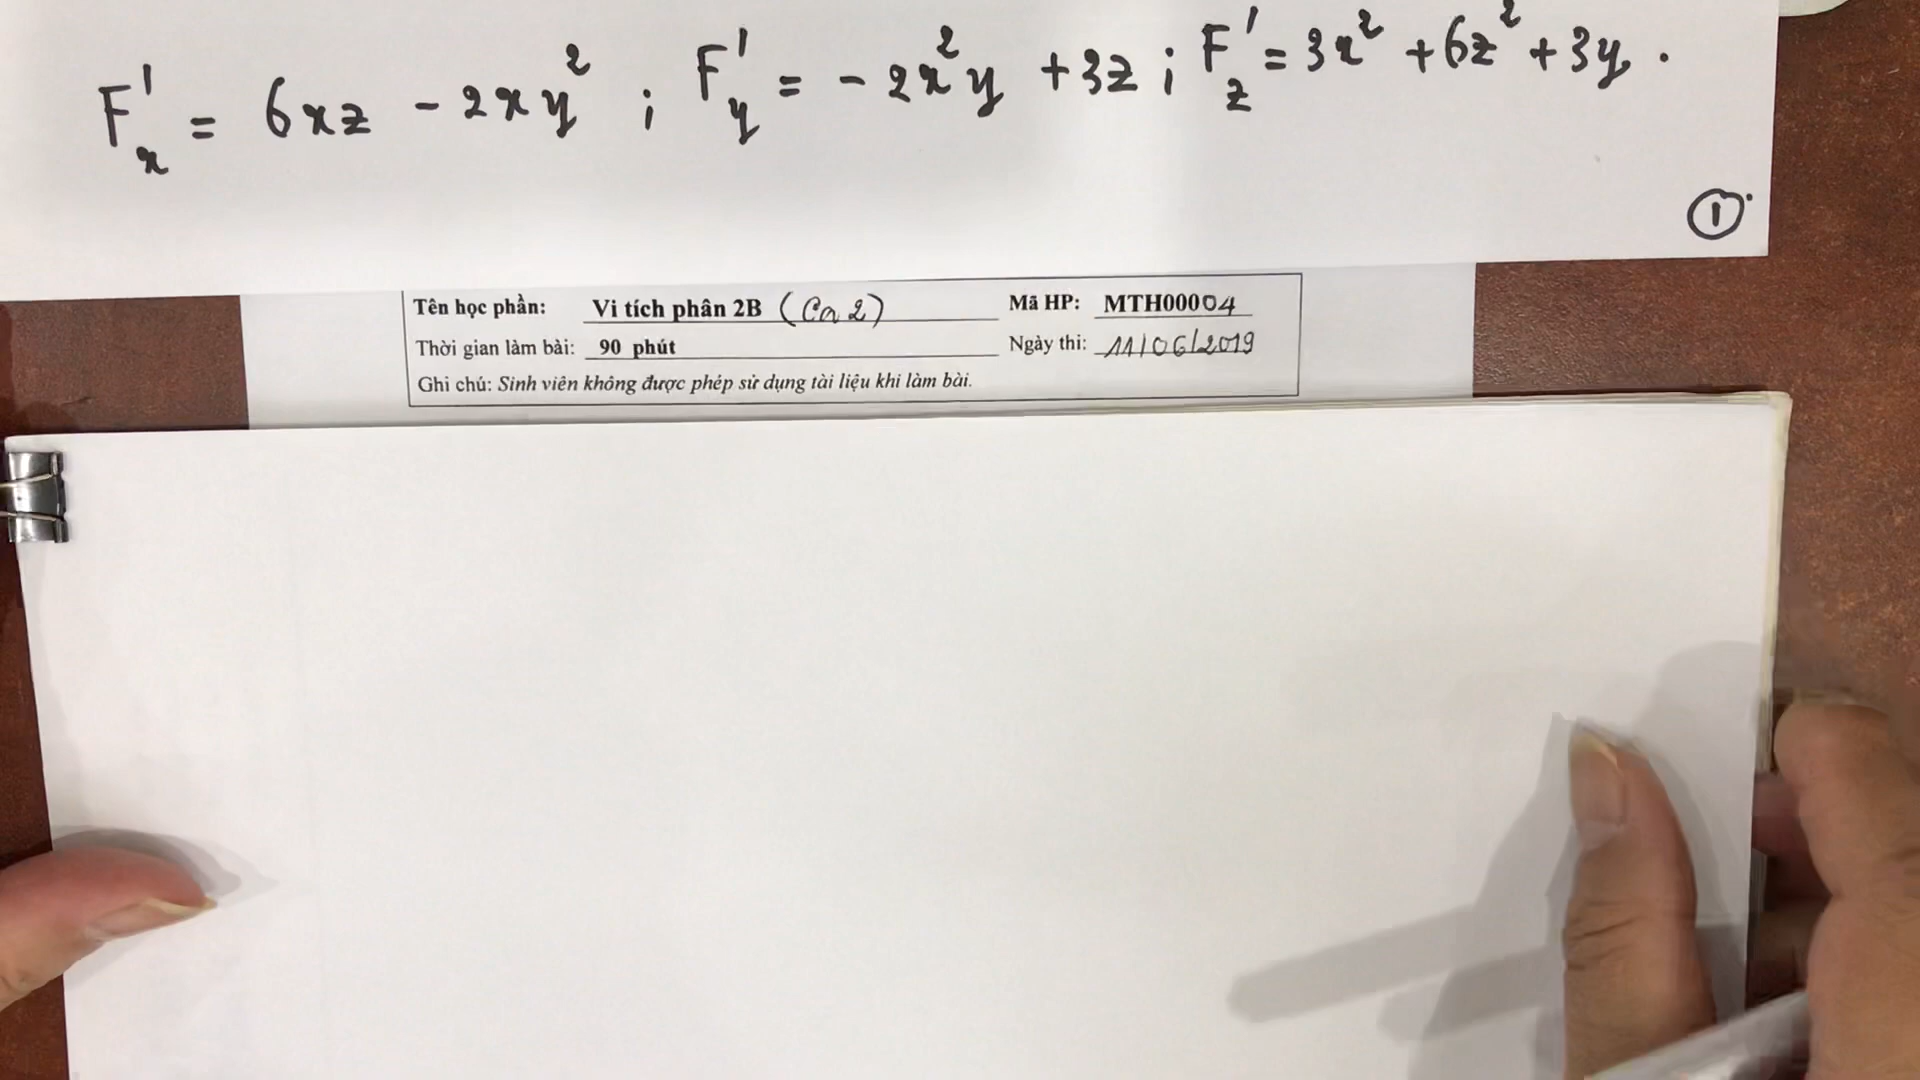 F'ₓ = 6xz - 2xy² ; F'_y = -2x²y + 3z ; F'_z = 3x² + 6z² + 3y .
①
Tên học phần: Vi tích phân 2B (Ca 2) Mã HP: MTH00004
Thời gian làm bài: 90 phút Ngày thi: 11/06/2019
Ghi chú: Sinh viên không được phép sử dụng tài liệu khi làm bài.